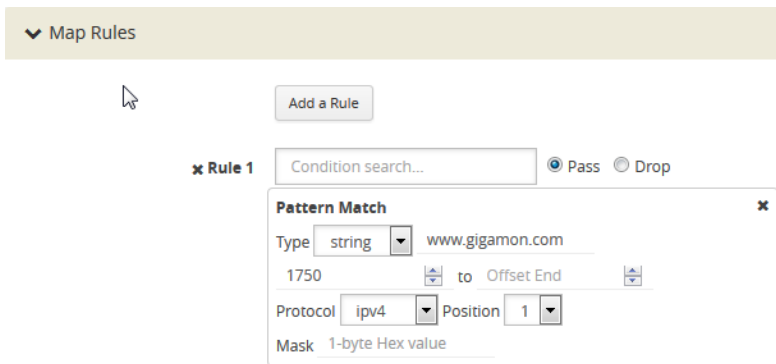 Map Rules
Add a Rule
Rule 1 Condition search... Pass Drop
Pattern Match
Type string www.gigamon.com
1750 to Offset End
Protocol ipv4 Position 1
Mask 1-byte Hex value